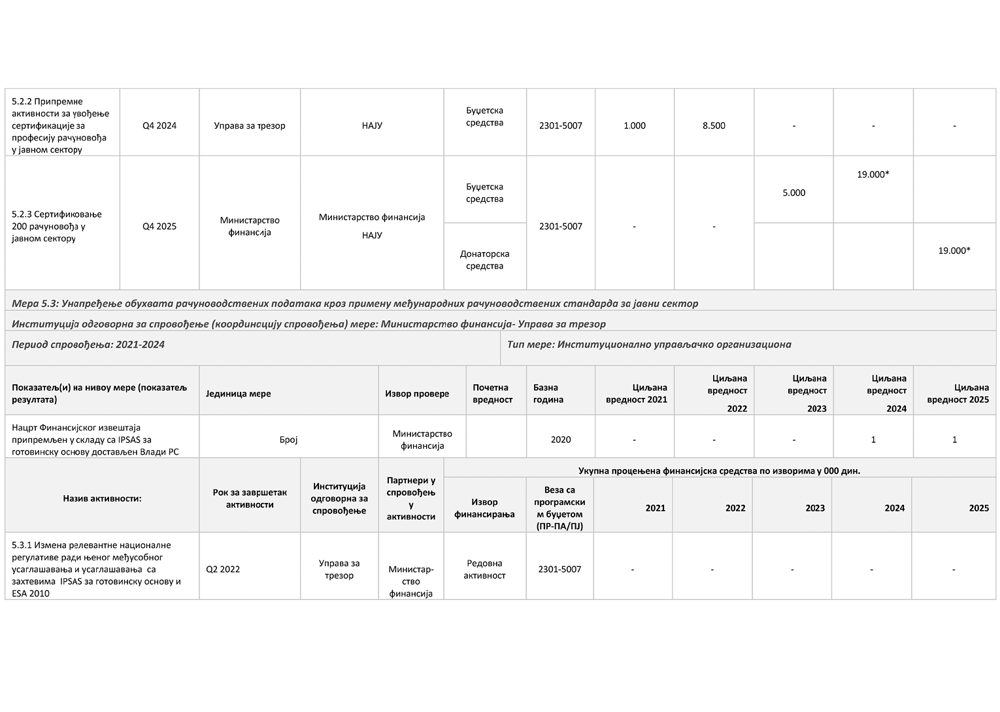 5.2.2 Припремне
активности за увођење
сертификације за
професију рачуновођа
у јавном сектору
Q4 2024
Управа за трезор
НАЈУ
Буџетска
средства
2301-5007
1.000
8.500
-
-
-
5.2.3 Сертификовање
200 рачуновођа у
јавном сектору
Q4 2025
Министарство
финансија
Министарство финансија
НАЈУ
Буџетска
средства
Донаторска
средства
2301-5007
-
-
5.000
19.000*
19.000*
Мера 5.3: Унапређење обухвата рачуноводствених података кроз примену међународних рачуноводствених стандарда за јавни сектор
Институција одговорна за спровођење (координацију спровођења) мере: Министарство финансија- Управа за трезор
Период спровођења: 2021-2024
Тип мере: Институционално управљачко организациона
Показатељ(и) на нивоу мере (показатељ
резултата)
Јединица мере
Извор провере
Почетна
вредност
Базна
година
Циљана
вредност 2021
Циљана
вредност
2022
Циљана
вредност
2023
Циљана
вредност
2024
Циљана
вредност 2025
Нацрт Финансијског извештаја
припремљен у складу са IPSAS за
готовинску основу достављен Влади РС
Број
Министарство
финансија
2020
-
-
-
1
1
Назив активности:
Рок за завршетак
активности
Институција
одговорна за
спровођење
Партнери у
спровођењ
у
активности
Укупна процењена финансијска средства по изворима у 000 дин.
Извор
финансирања
Веза са
програмски
м буџетом
(ПР-ПА/ПЈ)
2021
2022
2023
2024
2025
5.3.1 Измена релевантне националне
регулативе ради њеног међусобног
усаглашавања и усаглашавања са
захтевима IPSAS за готовинску основу и
ESA 2010
Q2 2022
Управа за
трезор
Министар-
ство
финансија
Редовна
активност
2301-5007
-
-
-
-
-